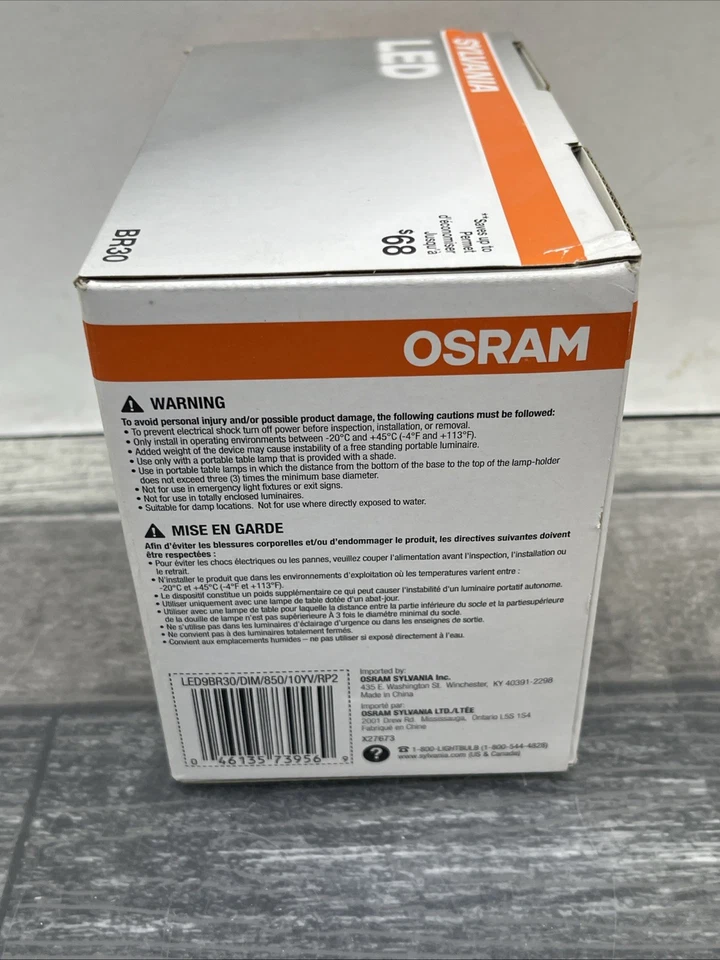 SYLVANIA
LED
**Saves up to
Permet
d'économiser
jusqu'à
$68
BR30
OSRAM
WARNING
To avoid personal injury and/or possible product damage, the following cautions must be followed:
• To prevent electrical shock turn off power before inspection, installation, or removal.
• Only install in operating environments between -20°C and +45°C (-4°F and +113°F).
• Added weight of the device may cause instability of a free standing portable luminaire.
• Use only with a portable table lamp that is provided with a shade.
• Use in portable table lamps in which the distance from the bottom of the base to the top of the lamp-holder
does not exceed three (3) times the minimum base diameter.
• Not for use in emergency light fixtures or exit signs.
• Not for use in totally enclosed luminaires.
• Suitable for damp locations. Not for use where directly exposed to water.
MISE EN GARDE
Afin d'éviter les blessures corporelles et/ou d'endommager le produit, les directives suivantes doivent
être respectées :
• Pour éviter les chocs électriques ou les pannes, veuillez couper l'alimentation avant l'inspection, l'installation ou
le retrait.
• N'installer le produit que dans les environnements d'exploitation où les températures varient entre :
-20°C et +45°C (-4°F et +113°F).
• Le dispositif constitue un poids supplémentaire ce qui peut causer l'instabilité d'un luminaire portatif autonome.
• Utiliser uniquement avec une lampe de table dotée d'un abat-jour.
• Utiliser avec une lampe de table pour laquelle la distance entre la partie inférieure du socle et la partiesupérieure
de la douille de lampe n'est pas supérieure À 3 fois le diamètre minimal du socle.
• Ne s'utilise pas dans les luminaires d'éclairage d'urgence ou dans les enseignes de sortie.
• Ne convient pas à des luminaires totalement fermés.
• Convient aux emplacements humides – ne pas utiliser si exposé directement à l'eau.
LED9BR30/DIM/850/10YV/RP2
0 46135 73956 9
Imported by:
OSRAM SYLVANIA Inc.
435 E. Washington St. Winchester, KY 40391-2298
Made in China
Importé par:
OSRAM SYLVANIA LTD./LTÉE
2001 Drew Rd. Mississauga, Ontario L5S 1S4
Fabriqué en Chine
X27673
? ☎ 1-800-LIGHTBULB (1-800-544-4828)
www.sylvania.com (US & Canada)